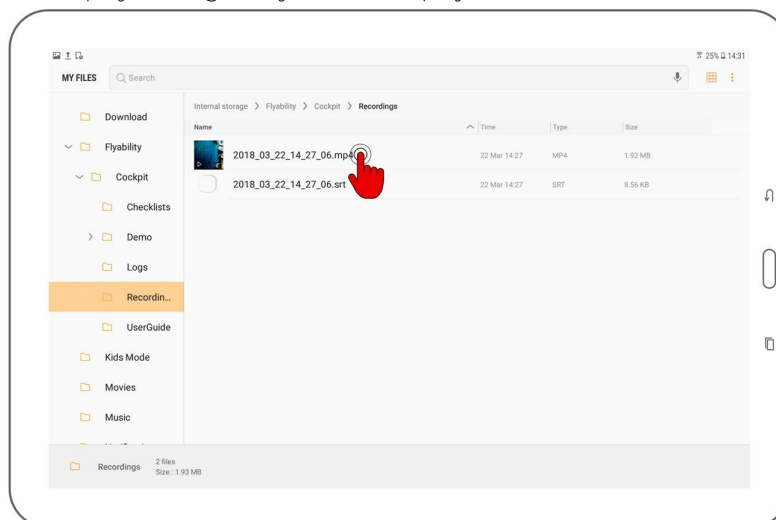 25% 14:31
MY FILES Search
Internal storage > Flyability > Cockpit > Recordings
Download
Name Time Type Size
Flyability
2018_03_22_14_27_06.mp4 22 Mar 14:27 MP4 1.92 MB
Cockpit
2018_03_22_14_27_06.srt 22 Mar 14:27 SRT 8.56 KB
Checklists
Demo
Logs
Recordin...
UserGuide
Kids Mode
Movies
Music
Recordings 2 files
Size : 1.93 MB